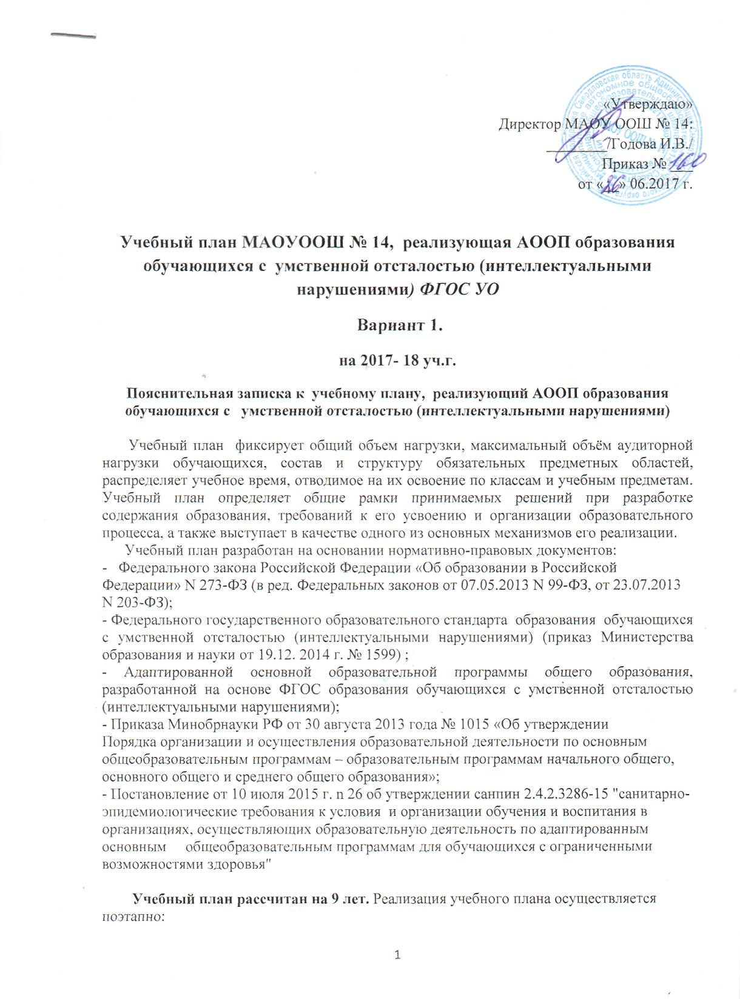 «Утверждаю»
Директор МАОУ ООШ № 14:
________/Годова И.В./
Приказ № 160
от «26» 06.2017 г.
Учебный план МАОУООШ № 14,  реализующая АООП образования
обучающихся с  умственной отсталостью (интеллектуальными
нарушениями) ФГОС УО
Вариант 1.
на 2017- 18 уч.г.
Пояснительная записка к  учебному плану,  реализующий АООП образования
обучающихся с   умственной отсталостью (интеллектуальными нарушениями)
Учебный план  фиксирует общий объем нагрузки, максимальный объём аудиторной
нагрузки обучающихся, состав и структуру обязательных предметных областей,
распределяет учебное время, отводимое на их освоение по классам и учебным предметам.
Учебный план определяет общие рамки принимаемых решений при разработке
содержания образования, требований к его усвоению и организации образовательного
процесса, а также выступает в качестве одного из основных механизмов его реализации.
Учебный план разработан на основании нормативно-правовых документов:
-   Федерального закона Российской Федерации «Об образовании в Российской
Федерации» N 273-ФЗ (в ред. Федеральных законов от 07.05.2013 N 99-ФЗ, от 23.07.2013
N 203-ФЗ);
- Федерального государственного образовательного стандарта  образования  обучающихся
с умственной отсталостью (интеллектуальными нарушениями) (приказ Министерства
образования и науки от 19.12. 2014 г. № 1599) ;
- Адаптированной основной образовательной программы общего образования,
разработанной на основе ФГОС образования обучающихся с умственной отсталостью
(интеллектуальными нарушениями);
- Приказа Минобрнауки РФ от 30 августа 2013 года № 1015 «Об утверждении
Порядка организации и осуществления образовательной деятельности по основным
общеобразовательным программам – образовательным программам начального общего,
основного общего и среднего общего образования»;
- Постановление от 10 июля 2015 г. n 26 об утверждении санпин 2.4.2.3286-15 "санитарно-
эпидемиологические требования к условия  и организации обучения и воспитания в
организациях, осуществляющих образовательную деятельность по адаптированным
основным     общеобразовательным программам для обучающихся с ограниченными
возможностями здоровья"
Учебный план рассчитан на 9 лет. Реализация учебного плана осуществляется
поэтапно:
1